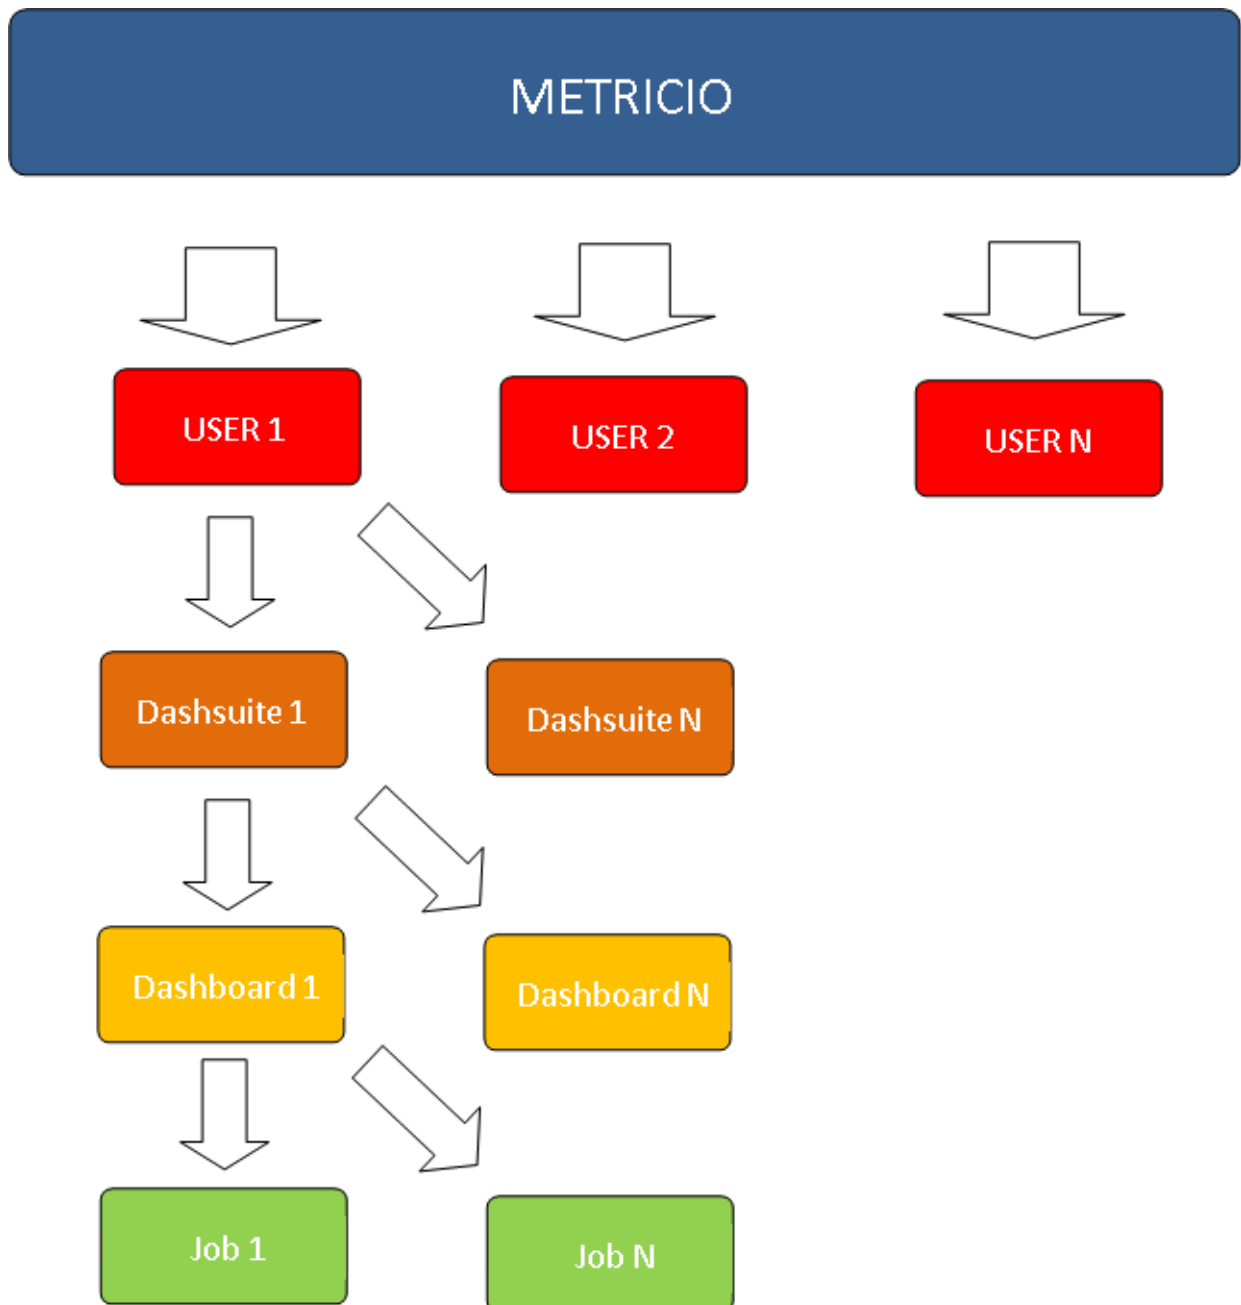 METRICIO
USER 1
USER 2
USER N
Dashsuite 1
Dashsuite N
Dashboard 1
Dashboard N
Job 1
Job N